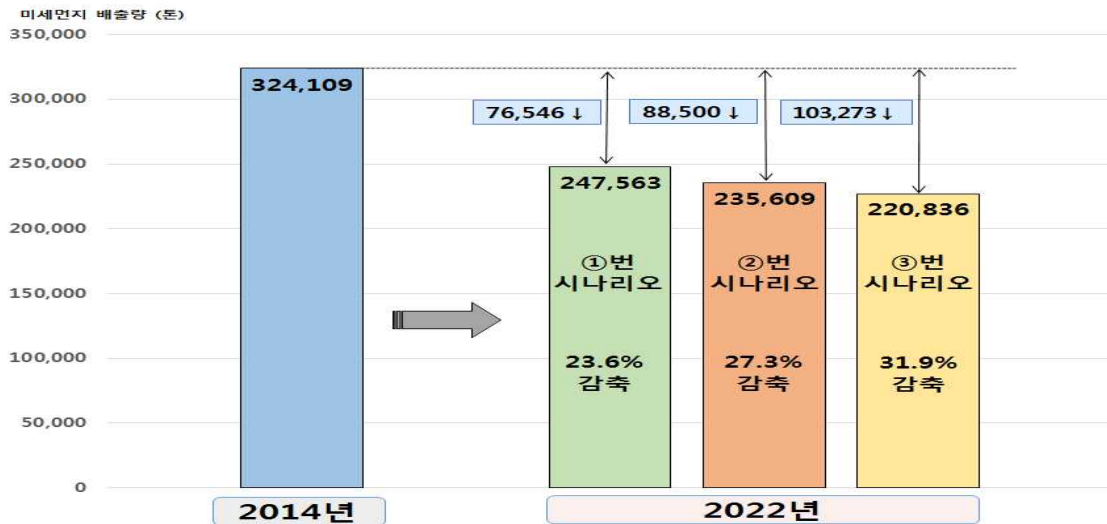 미세먼지 배출량 (톤)
350,000
300,000
250,000
200,000
150,000
100,000
50,000
0
324,109
76,546 ↓
88,500 ↓
103,273 ↓
247,563
235,609
220,836
①번
시나리오
②번
시나리오
③번
시나리오
23.6%
감축
27.3%
감축
31.9%
감축
2014년
2022년